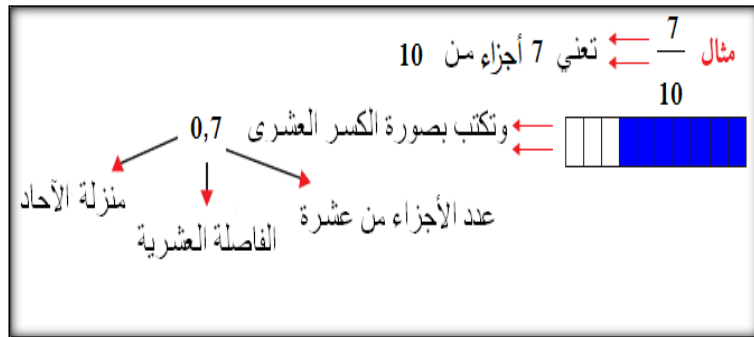 مثال 7/10 تعني 7 أجزاء من 10
وتكتب بصورة الكسر العشرى 0,7
منزلة الآحاد
الفاصلة العشرية
عدد الأجزاء من عشرة